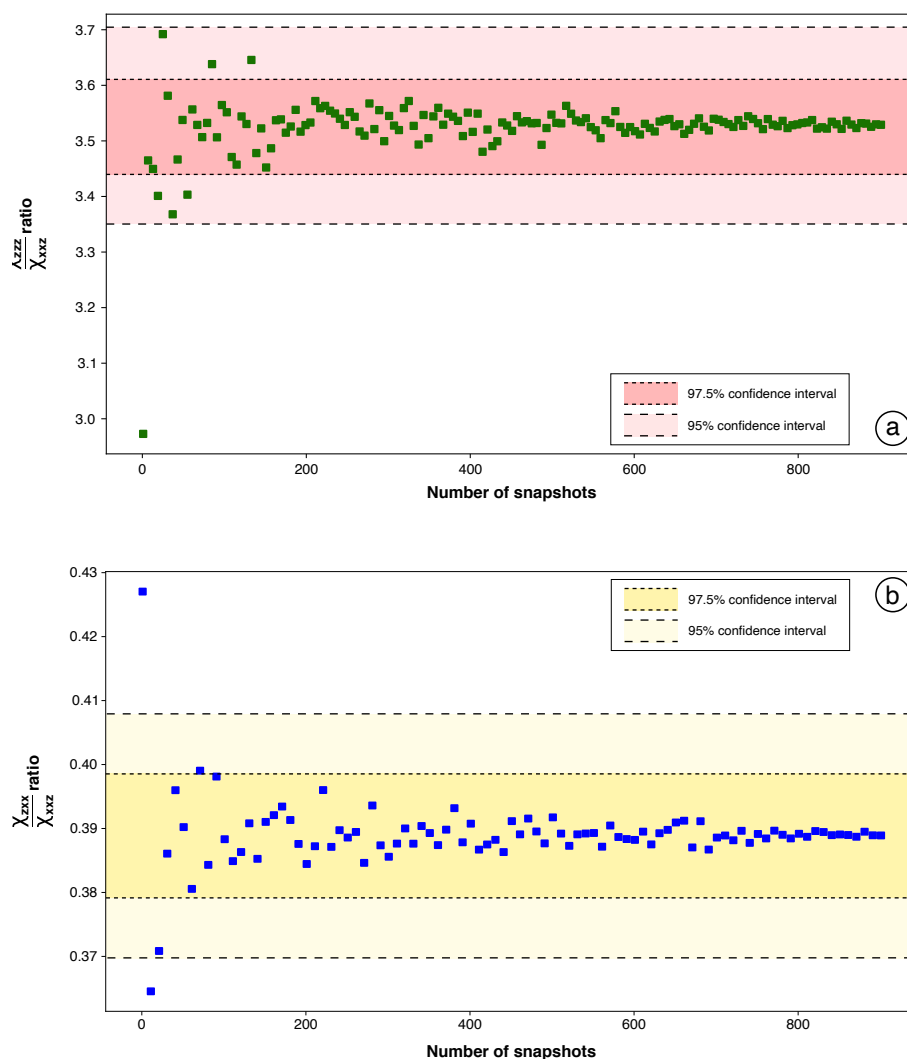 3.7
3.6
3.5
3.4
3.3
3.2
3.1
3.0
χxxz ratio
97.5% confidence interval
95% confidence interval
a
0 200 400 600 800
Number of snapshots
0.43
0.42
0.41
0.40
0.39
0.38
0.37
χzxx
χxxz ratio
97.5% confidence interval
95% confidence interval
b
0 200 400 600 800
Number of snapshots